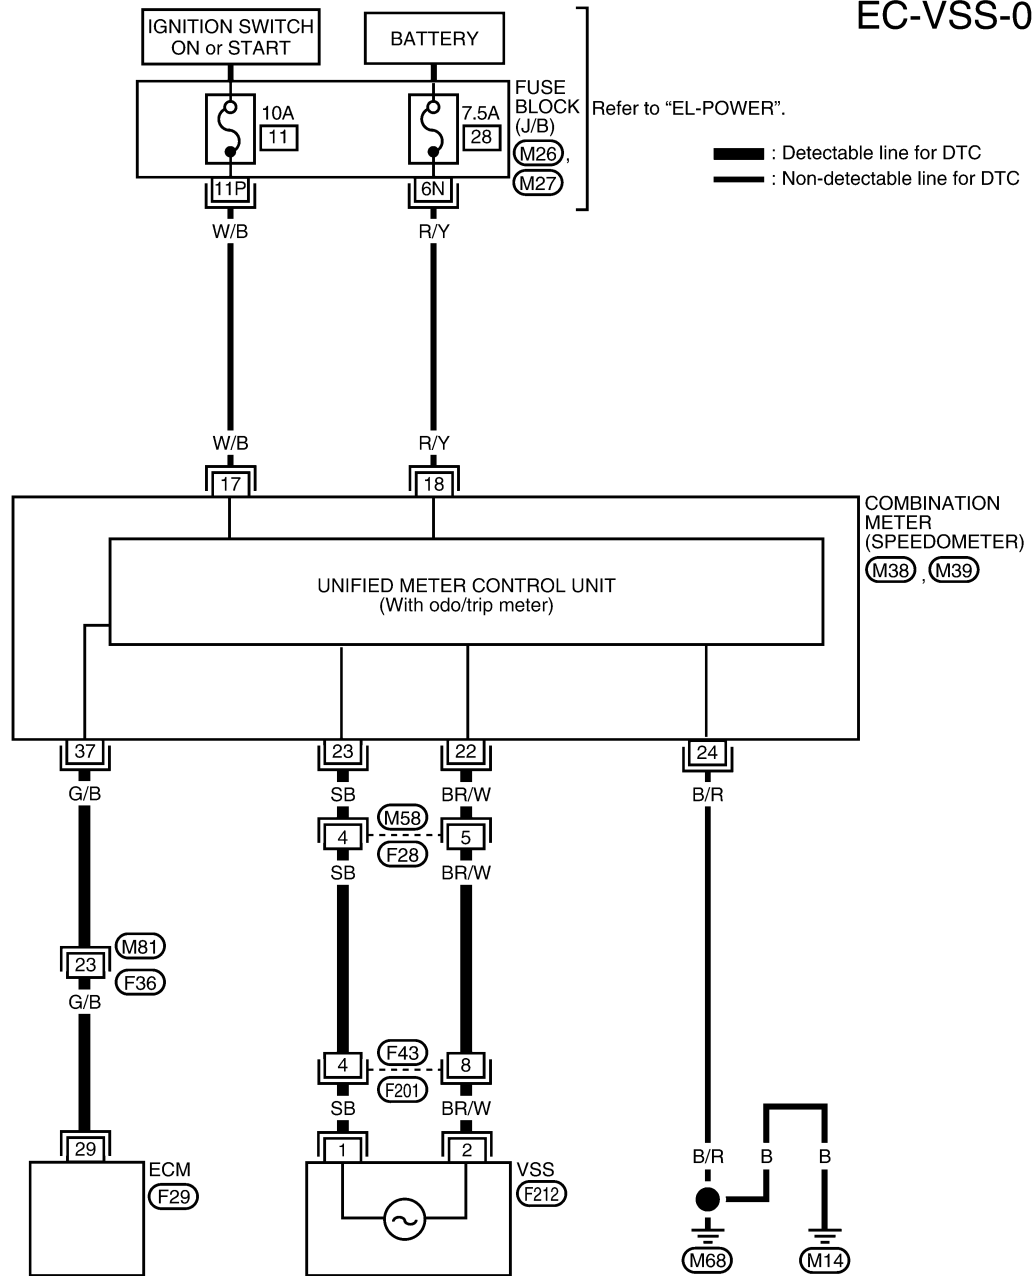 EC-VSS-0
IGNITION SWITCH
ON or START
BATTERY
FUSE
BLOCK
(J/B)
M26 ,
M27
Refer to “EL-POWER”.
10A
11
7.5A
28
: Detectable line for DTC
: Non-detectable line for DTC
11P
6N
W/B
R/Y
W/B
R/Y
17
18
COMBINATION
METER
(SPEEDOMETER)
M38 , M39
UNIFIED METER CONTROL UNIT
(With odo/trip meter)
37
23
22
24
G/B
SB
BR/W
B/R
M58
4
5
F28
SB
BR/W
M81
23
F36
G/B
F43
4
8
F201
SB
BR/W
29
1
2
B/R
B
B
ECM
F29
VSS
F212
M68
M14